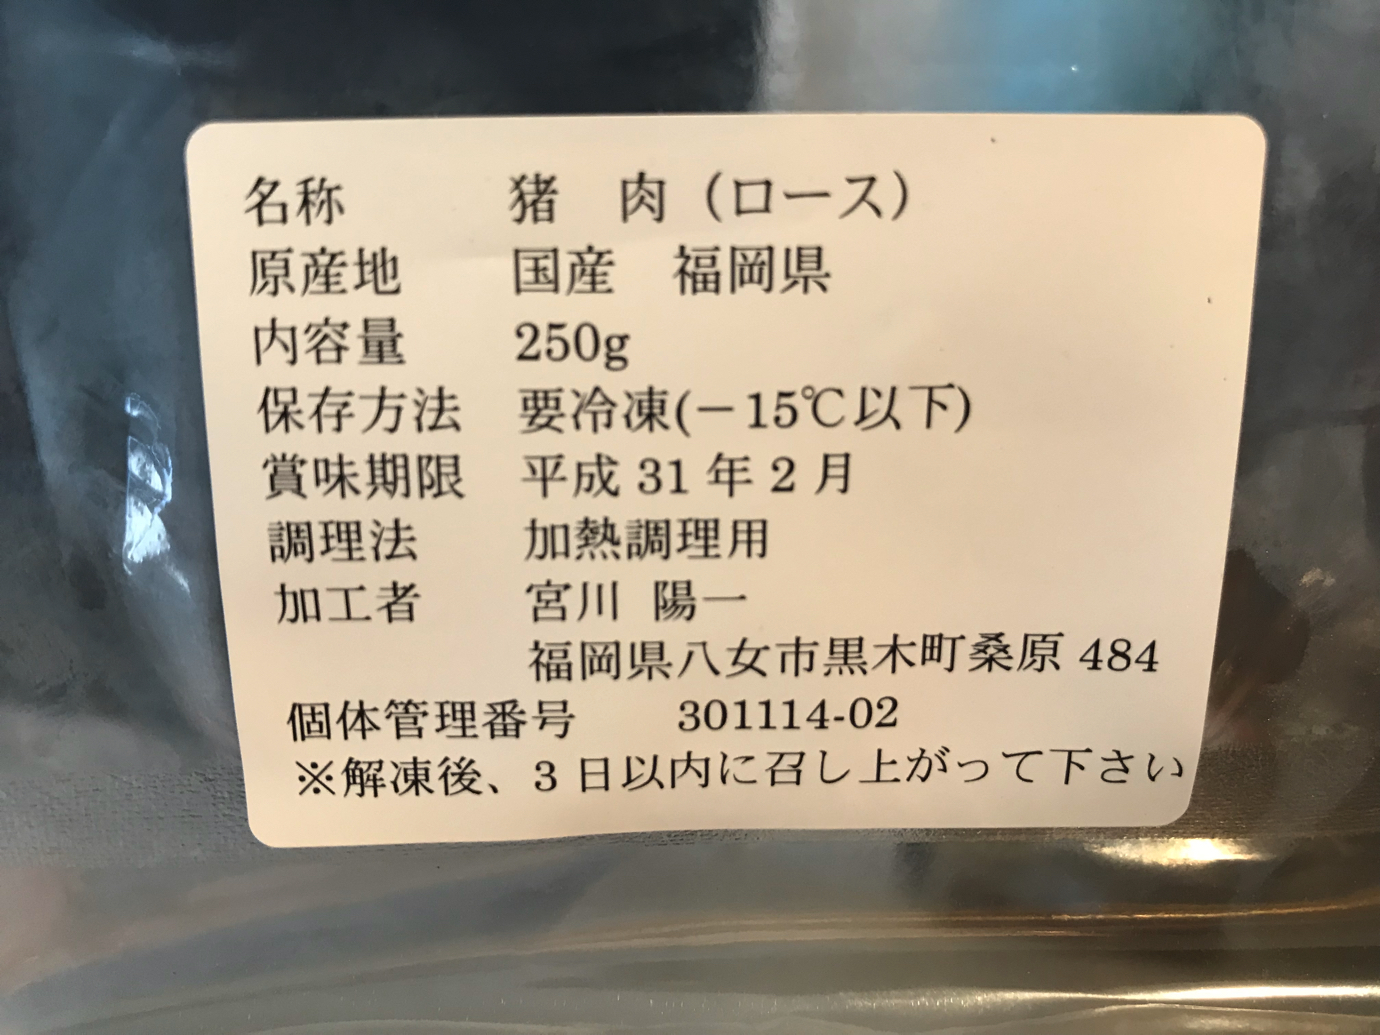 名称 猪 肉（ロース）
原産地 国産 福岡県
内容量 250g
保存方法 要冷凍(－15℃以下)
賞味期限 平成 31 年 2 月
調理法 加熱調理用
加工者 宮川 陽一
福岡県八女市黒木町桑原 484
個体管理番号 301114-02
※解凍後、3 日以内に召し上がって下さい